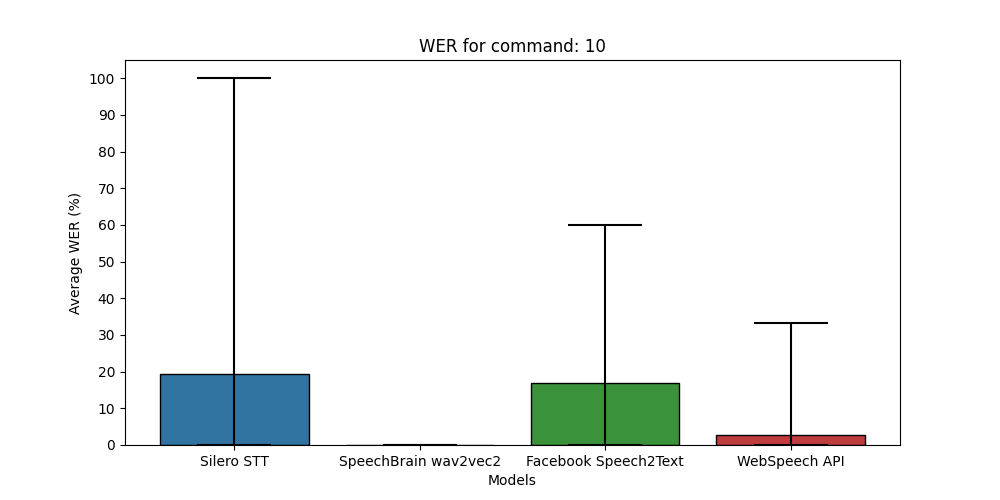 WER for command: 10
Average WER (%)
100
90
80
70
60
50
40
30
20
10
0
Silero STT
SpeechBrain wav2vec2
Facebook Speech2Text
WebSpeech API
Models